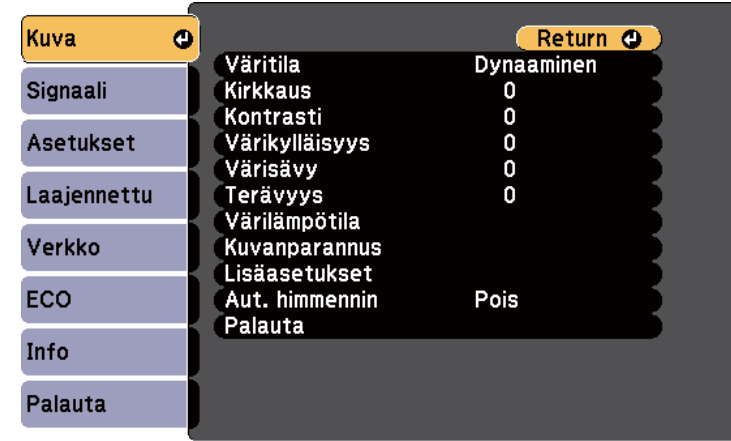 Kuva
Signaali
Asetukset
Laajennettu
Verkko
ECO
Info
Palauta
Return
Väritila Dynaaminen
Kirkkaus 0
Kontrasti 0
Värikylläisyys 0
Värisävy 0
Terävyys 0
Värilämpötila
Kuvanparannus
Lisäasetukset
Aut. himmennin Pois
Palauta